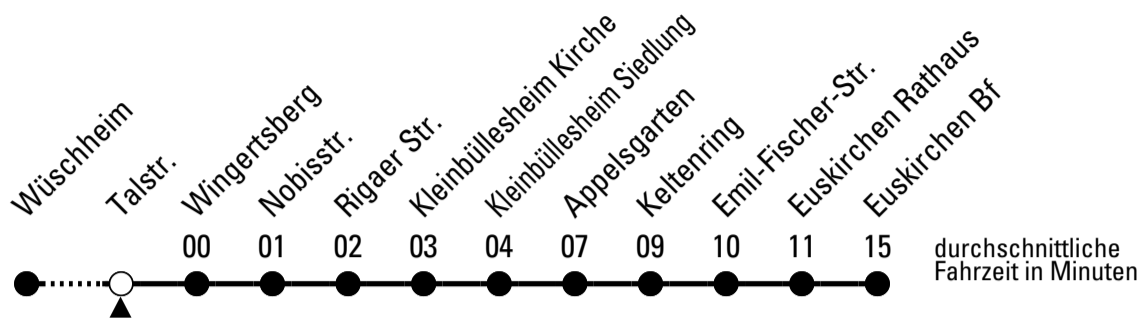 Wüschheim
Talstr.
Wingertsberg
Nobisstr.
Rigaer Str.
Kleinbüllesheim Kirche
Kleinbüllesheim Siedlung
Appelsgarten
Keltenring
Emil-Fischer-Str.
Euskirchen Rathaus
Euskirchen Bf
00 01 02 03 04 07 09 10 11 15
durchschnittliche
Fahrzeit in Minuten